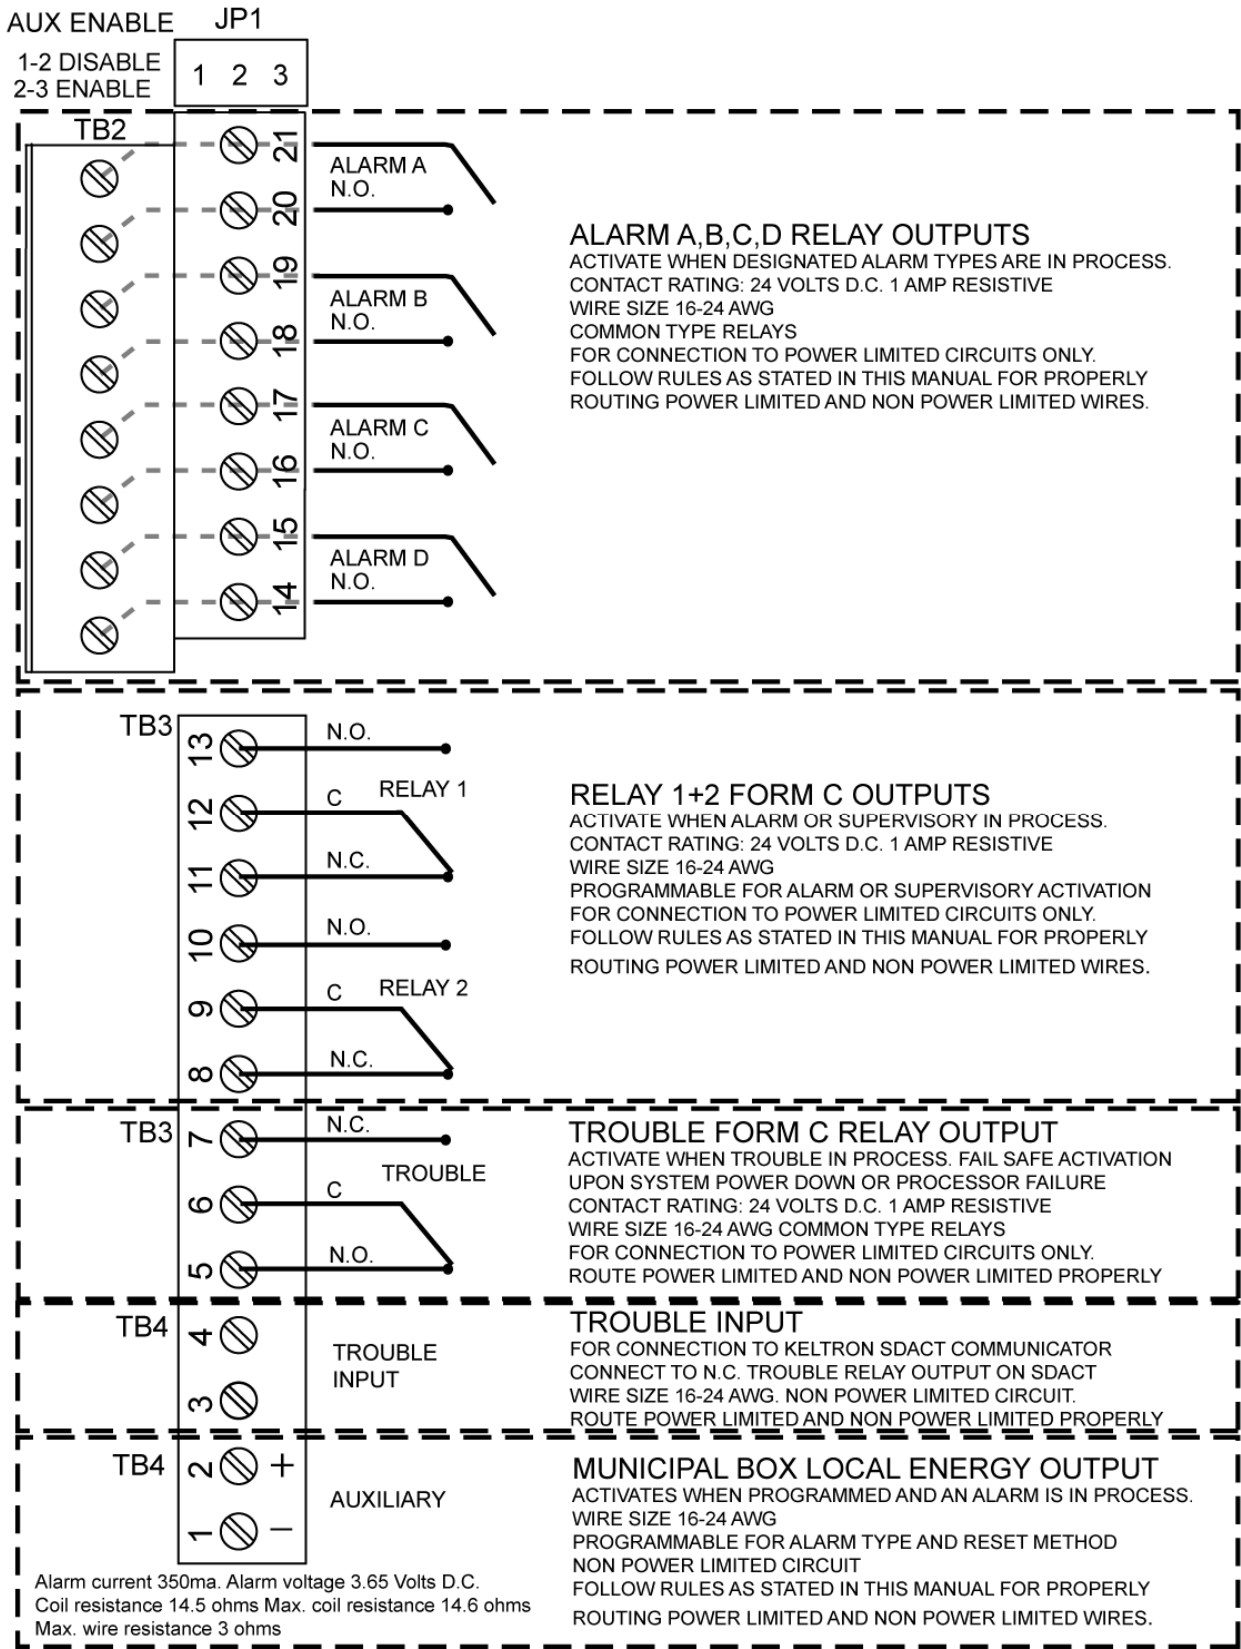 AUX ENABLE
JP1
1-2 DISABLE
2-3 ENABLE
1 2 3
TB2
21
ALARM A
N.O.
20
19
ALARM B
N.O.
18
17
ALARM C
N.O.
16
15
ALARM D
N.O.
14
ALARM A,B,C,D RELAY OUTPUTS
ACTIVATE WHEN DESIGNATED ALARM TYPES ARE IN PROCESS.
CONTACT RATING: 24 VOLTS D.C. 1 AMP RESISTIVE
WIRE SIZE 16-24 AWG
COMMON TYPE RELAYS
FOR CONNECTION TO POWER LIMITED CIRCUITS ONLY.
FOLLOW RULES AS STATED IN THIS MANUAL FOR PROPERLY
ROUTING POWER LIMITED AND NON POWER LIMITED WIRES.
TB3
13
N.O.
12
C
RELAY 1
11
N.C.
10
N.O.
9
C
RELAY 2
8
N.C.
RELAY 1+2 FORM C OUTPUTS
ACTIVATE WHEN ALARM OR SUPERVISORY IN PROCESS.
CONTACT RATING: 24 VOLTS D.C. 1 AMP RESISTIVE
WIRE SIZE 16-24 AWG
PROGRAMMABLE FOR ALARM OR SUPERVISORY ACTIVATION
FOR CONNECTION TO POWER LIMITED CIRCUITS ONLY.
FOLLOW RULES AS STATED IN THIS MANUAL FOR PROPERLY
ROUTING POWER LIMITED AND NON POWER LIMITED WIRES.
TB3
7
N.C.
TROUBLE
6
C
5
N.O.
TROUBLE FORM C RELAY OUTPUT
ACTIVATE WHEN TROUBLE IN PROCESS. FAIL SAFE ACTIVATION
UPON SYSTEM POWER DOWN OR PROCESSOR FAILURE
CONTACT RATING: 24 VOLTS D.C. 1 AMP RESISTIVE
WIRE SIZE 16-24 AWG COMMON TYPE RELAYS
FOR CONNECTION TO POWER LIMITED CIRCUITS ONLY.
ROUTE POWER LIMITED AND NON POWER LIMITED PROPERLY
TB4
4
3
TROUBLE
INPUT
TROUBLE INPUT
FOR CONNECTION TO KELTRON SDACT COMMUNICATOR
CONNECT TO N.C. TROUBLE RELAY OUTPUT ON SDACT
WIRE SIZE 16-24 AWG. NON POWER LIMITED CIRCUIT.
ROUTE POWER LIMITED AND NON POWER LIMITED PROPERLY
TB4
2 +
AUXILIARY
1 −
MUNICIPAL BOX LOCAL ENERGY OUTPUT
ACTIVATES WHEN PROGRAMMED AND AN ALARM IS IN PROCESS.
WIRE SIZE 16-24 AWG
PROGRAMMABLE FOR ALARM TYPE AND RESET METHOD
NON POWER LIMITED CIRCUIT
FOLLOW RULES AS STATED IN THIS MANUAL FOR PROPERLY
ROUTING POWER LIMITED AND NON POWER LIMITED WIRES.
Alarm current 350ma. Alarm voltage 3.65 Volts D.C.
Coil resistance 14.5 ohms Max. coil resistance 14.6 ohms
Max. wire resistance 3 ohms